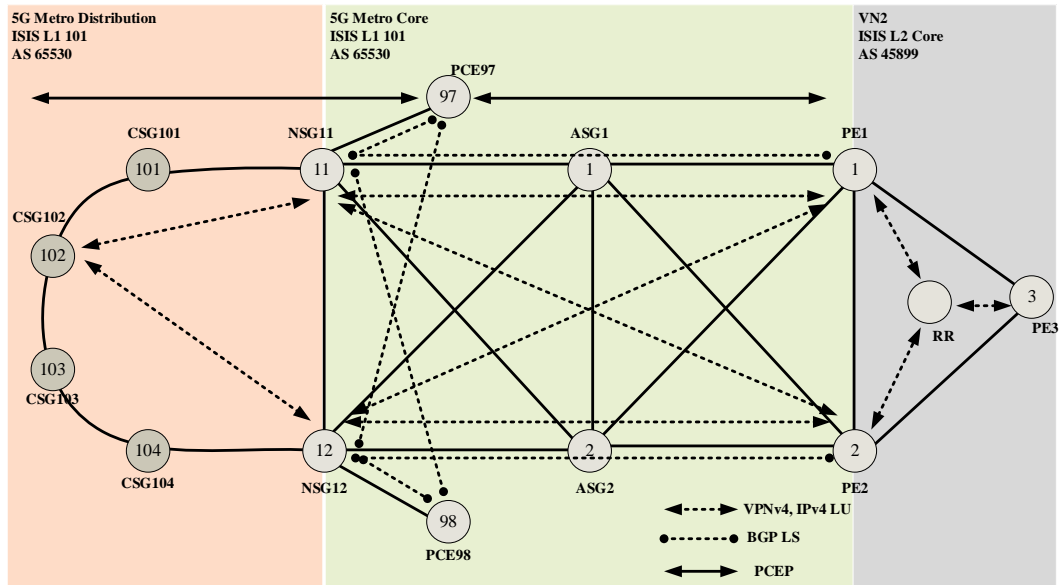 5G Metro Distribution
ISIS L1 101
AS 65530
5G Metro Core
ISIS L1 101
AS 65530
VN2
ISIS L2 Core
AS 45899
PCE97
97
CSG101
NSG11
ASG1
PE1
101
11
1
1
CSG102
102
3
RR
PE3
103
CSG103
104
12
2
2
CSG104
NSG12
ASG2
PE2
98
PCE98
VPNv4, IPv4 LU
BGP LS
PCEP